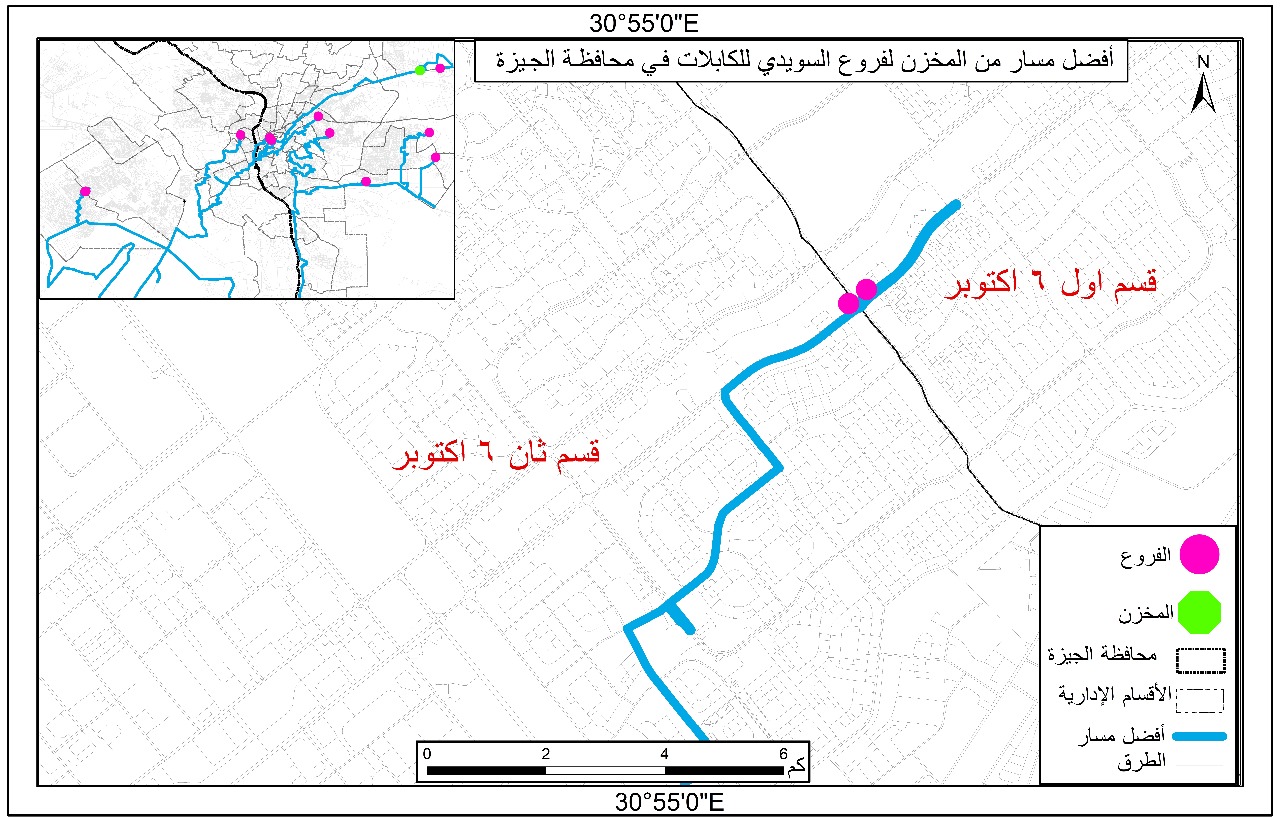 30°55'0"E
أفضل مسار من المخزن لفروع السويدي للكابلات في محافظة الجيزة
N
قسم اول ٦ اكتوبر
قسم ثان ٦ اكتوبر
الفروع
المخزن
محافظة الجيزة
الأقسام الإدارية
أفضل مسار
الطرق
0 2 4 6
كم
30°55'0"E